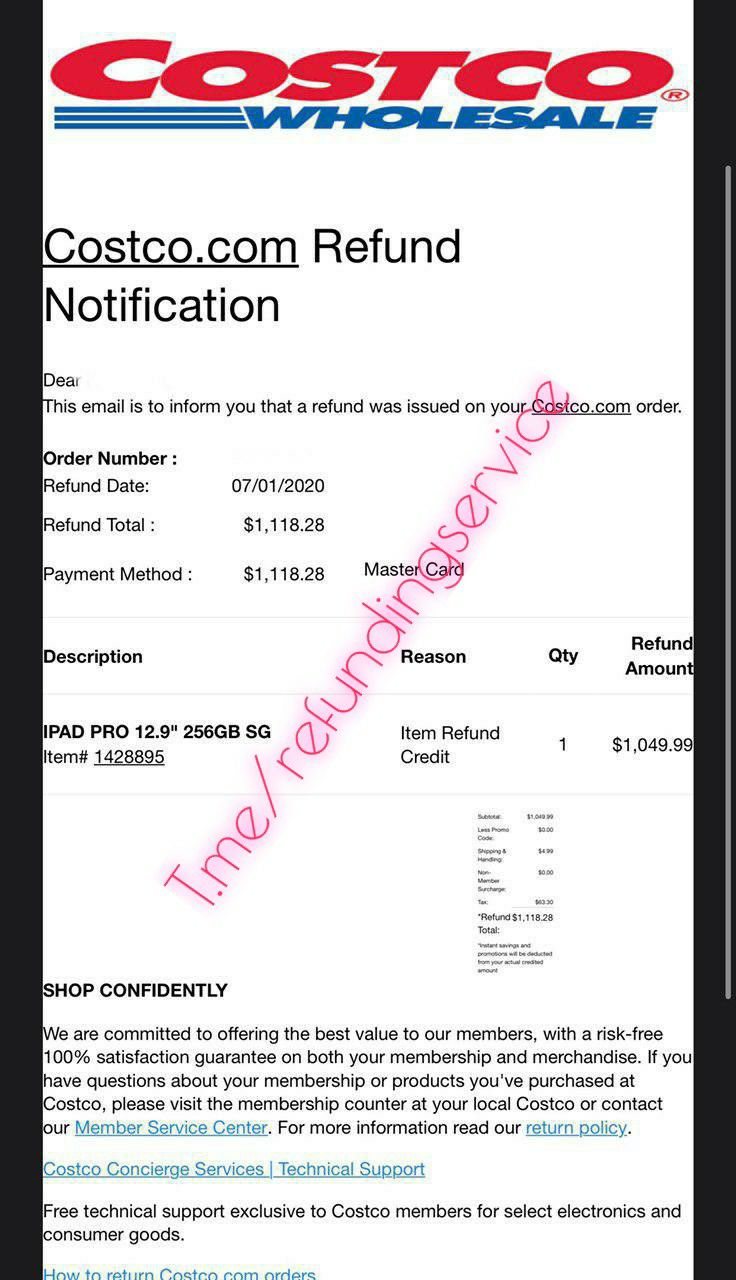 COSTCO®
WHOLESALE
Costco.com Refund
Notification
Dear
This email is to inform you that a refund was issued on your Costco.com order.
Order Number :
Refund Date: 07/01/2020
Refund Total : $1,118.28
Payment Method : $1,118.28 Master Card
Description Reason Qty Refund Amount
IPAD PRO 12.9" 256GB SG
Item# 1428895
Item Refund
Credit
1
$1,049.99
Subtotal: $1,049.99
Less Promo $0.00
Code:
Shipping & $4.99
Handling:
Non- $0.00
Member
Surcharge:
Tax: $63.30
*Refund $1,118.28
Total:
*Instant savings and
promotions will be deducted
from your actual credited
amount
T.me/refundingservice
SHOP CONFIDENTLY
We are committed to offering the best value to our members, with a risk-free
100% satisfaction guarantee on both your membership and merchandise. If you
have questions about your membership or products you've purchased at
Costco, please visit the membership counter at your local Costco or contact
our Member Service Center. For more information read our return policy.
Costco Concierge Services | Technical Support
Free technical support exclusive to Costco members for select electronics and
consumer goods.
How to return Costco.com orders